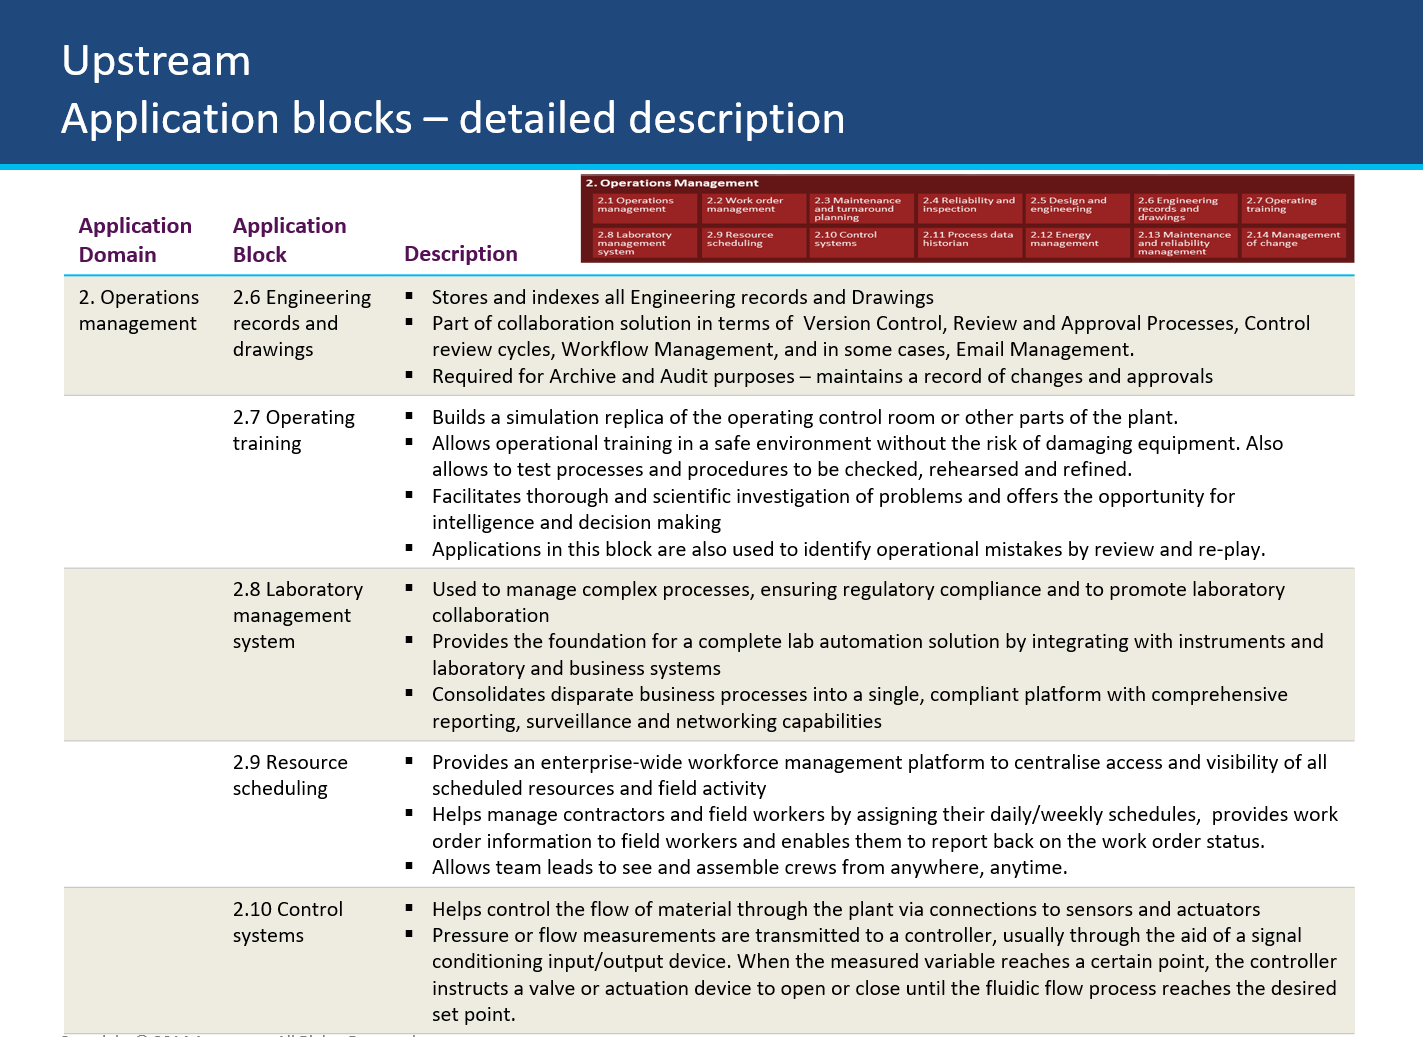 Upstream
Application blocks – detailed description
2. Operations Management
2.1 Operations management
2.2 Work order management
2.3 Maintenance and turnaround planning
2.4 Reliability and inspection
2.5 Design and engineering
2.6 Engineering records and drawings
2.7 Operating training
2.8 Laboratory management system
2.9 Resource scheduling
2.10 Control systems
2.11 Process data historian
2.12 Energy management
2.13 Maintenance and reliability management
2.14 Management of change
Application Domain
Application Block
Description
2. Operations management
2.6 Engineering records and drawings
▪ Stores and indexes all Engineering records and Drawings
▪ Part of collaboration solution in terms of  Version Control, Review and Approval Processes, Control
review cycles, Workflow Management, and in some cases, Email Management.
▪ Required for Archive and Audit purposes – maintains a record of changes and approvals
2.7 Operating training
▪ Builds a simulation replica of the operating control room or other parts of the plant.
▪ Allows operational training in a safe environment without the risk of damaging equipment. Also
allows to test processes and procedures to be checked, rehearsed and refined.
▪ Facilitates thorough and scientific investigation of problems and offers the opportunity for
intelligence and decision making
▪ Applications in this block are also used to identify operational mistakes by review and re-play.
2.8 Laboratory management system
▪ Used to manage complex processes, ensuring regulatory compliance and to promote laboratory
collaboration
▪ Provides the foundation for a complete lab automation solution by integrating with instruments and
laboratory and business systems
▪ Consolidates disparate business processes into a single, compliant platform with comprehensive
reporting, surveillance and networking capabilities
2.9 Resource scheduling
▪ Provides an enterprise-wide workforce management platform to centralise access and visibility of all
scheduled resources and field activity
▪ Helps manage contractors and field workers by assigning their daily/weekly schedules,  provides work
order information to field workers and enables them to report back on the work order status.
▪ Allows team leads to see and assemble crews from anywhere, anytime.
2.10 Control systems
▪ Helps control the flow of material through the plant via connections to sensors and actuators
▪ Pressure or flow measurements are transmitted to a controller, usually through the aid of a signal
conditioning input/output device. When the measured variable reaches a certain point, the controller
instructs a valve or actuation device to open or close until the fluidic flow process reaches the desired
set point.